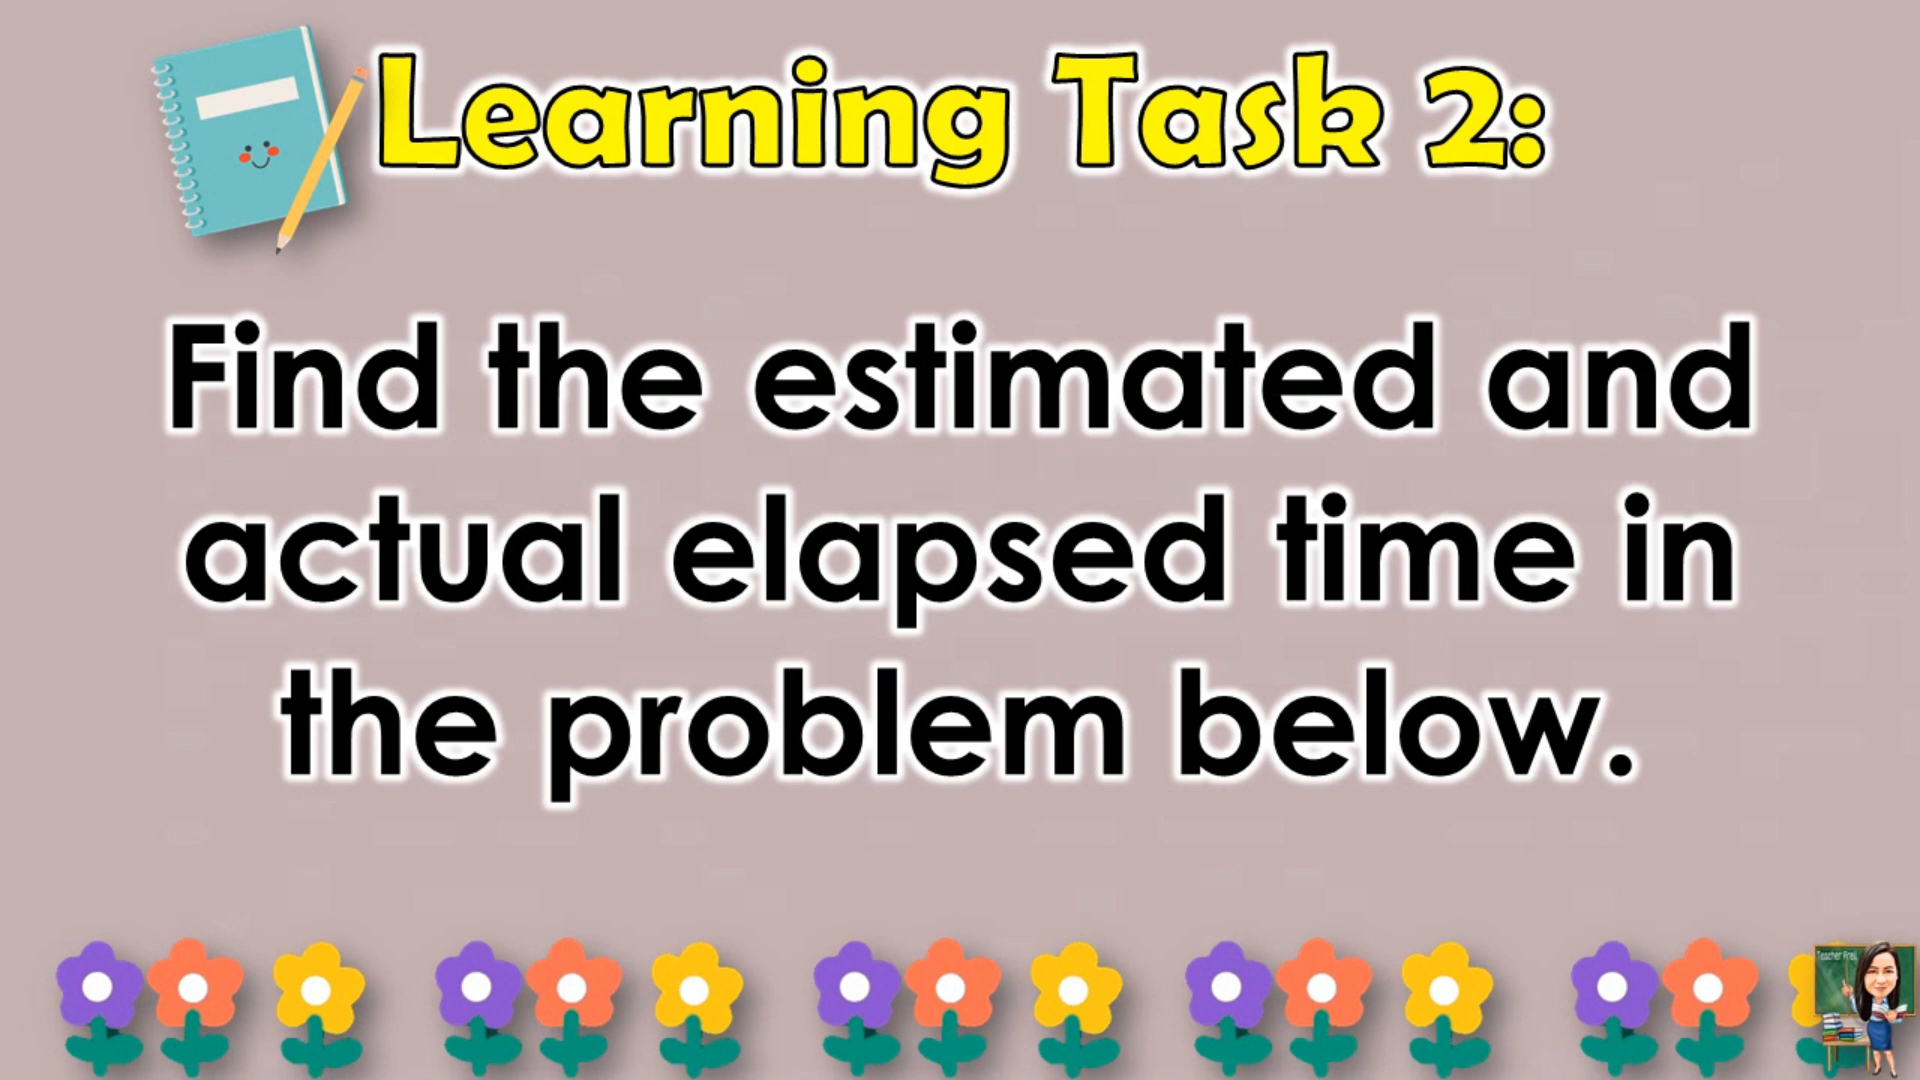 Learning Task 2:
Find the estimated and
actual elapsed time in
the problem below.